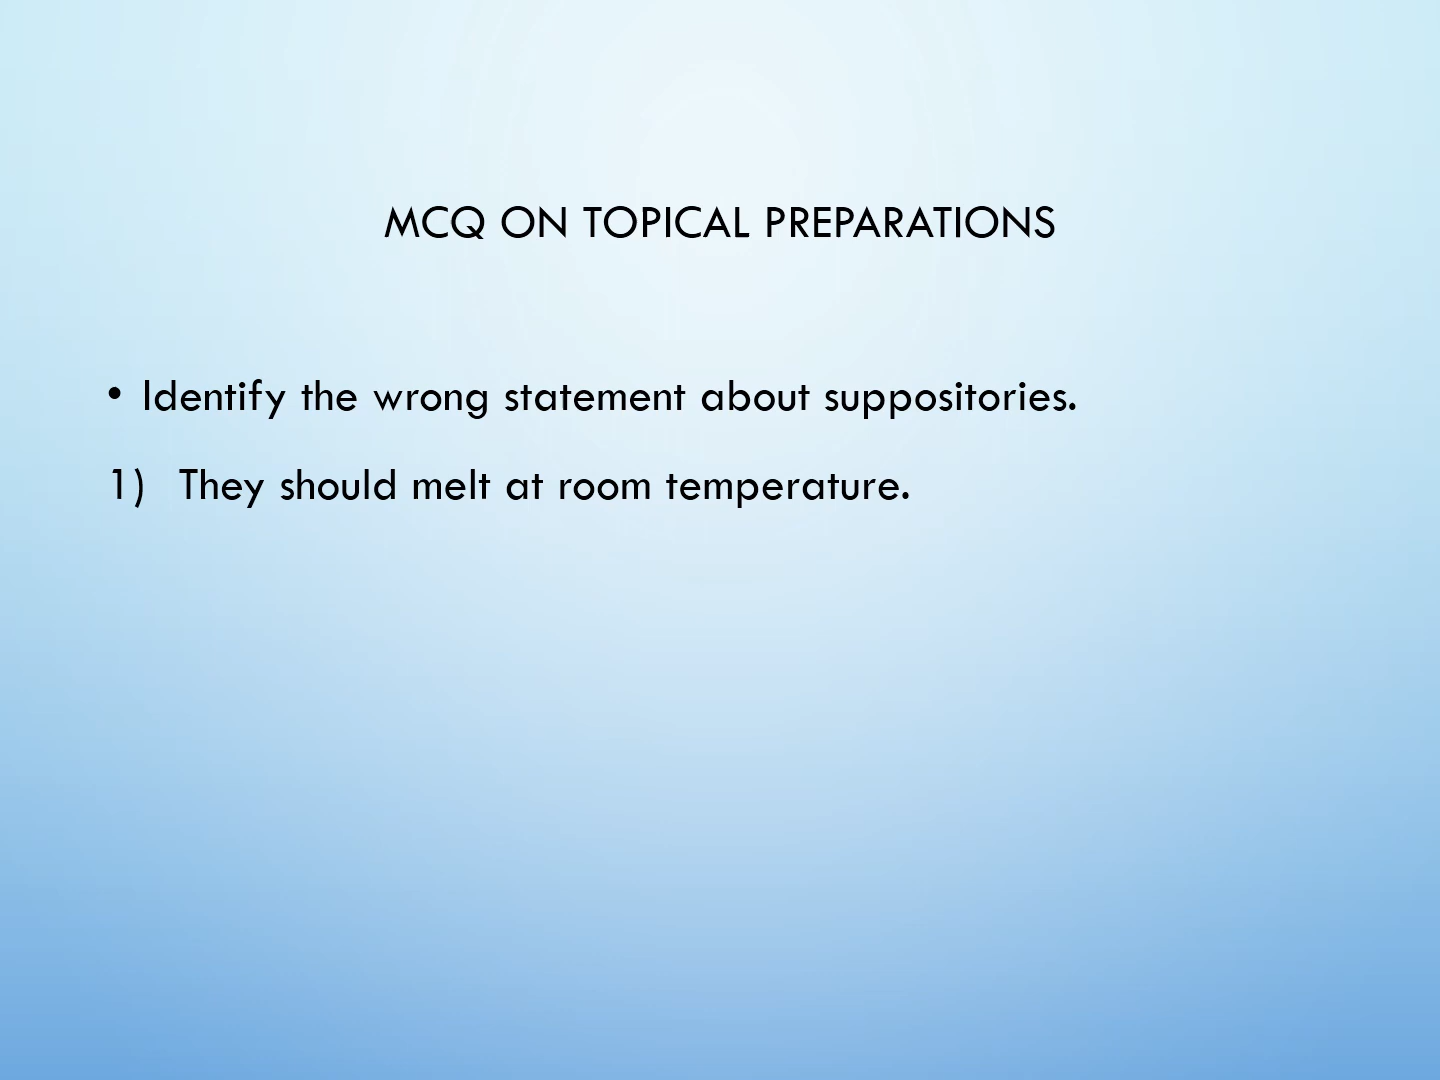 MCQ ON TOPICAL PREPARATIONS
• Identify the wrong statement about suppositories.
1) They should melt at room temperature.